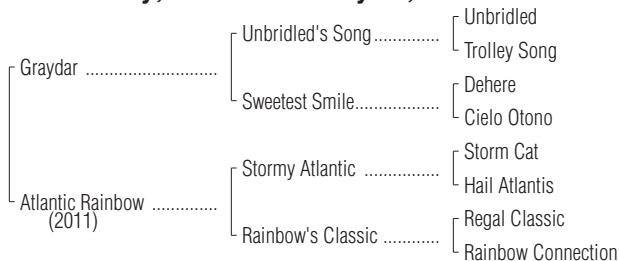 Unbridled
Unbridled's Song..............
Trolley Song
Graydar ............................
Dehere
Sweetest Smile..................
Cielo Otono
Storm Cat
Stormy Atlantic ................
Hail Atlantis
Atlantic Rainbow ..............
(2011)
Regal Classic
Rainbow's Classic ............
Rainbow Connection